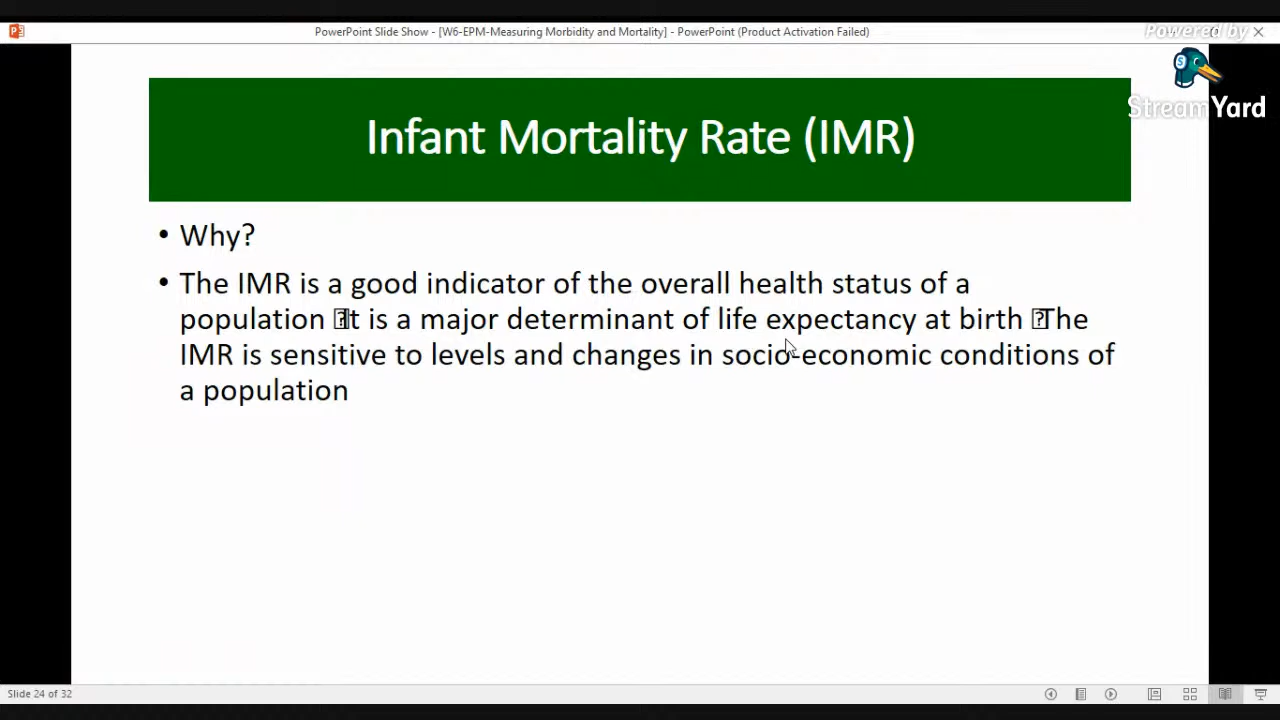 PowerPoint Slide Show - [W6-EPM-Measuring Morbidity and Mortality] - PowerPoint (Product Activation Failed)
Powered by
StreamYard
Infant Mortality Rate (IMR)
• Why?
• The IMR is a good indicator of the overall health status of a
population It is a major determinant of life expectancy at birth The
IMR is sensitive to levels and changes in socio-economic conditions of
a population
Slide 24 of 32